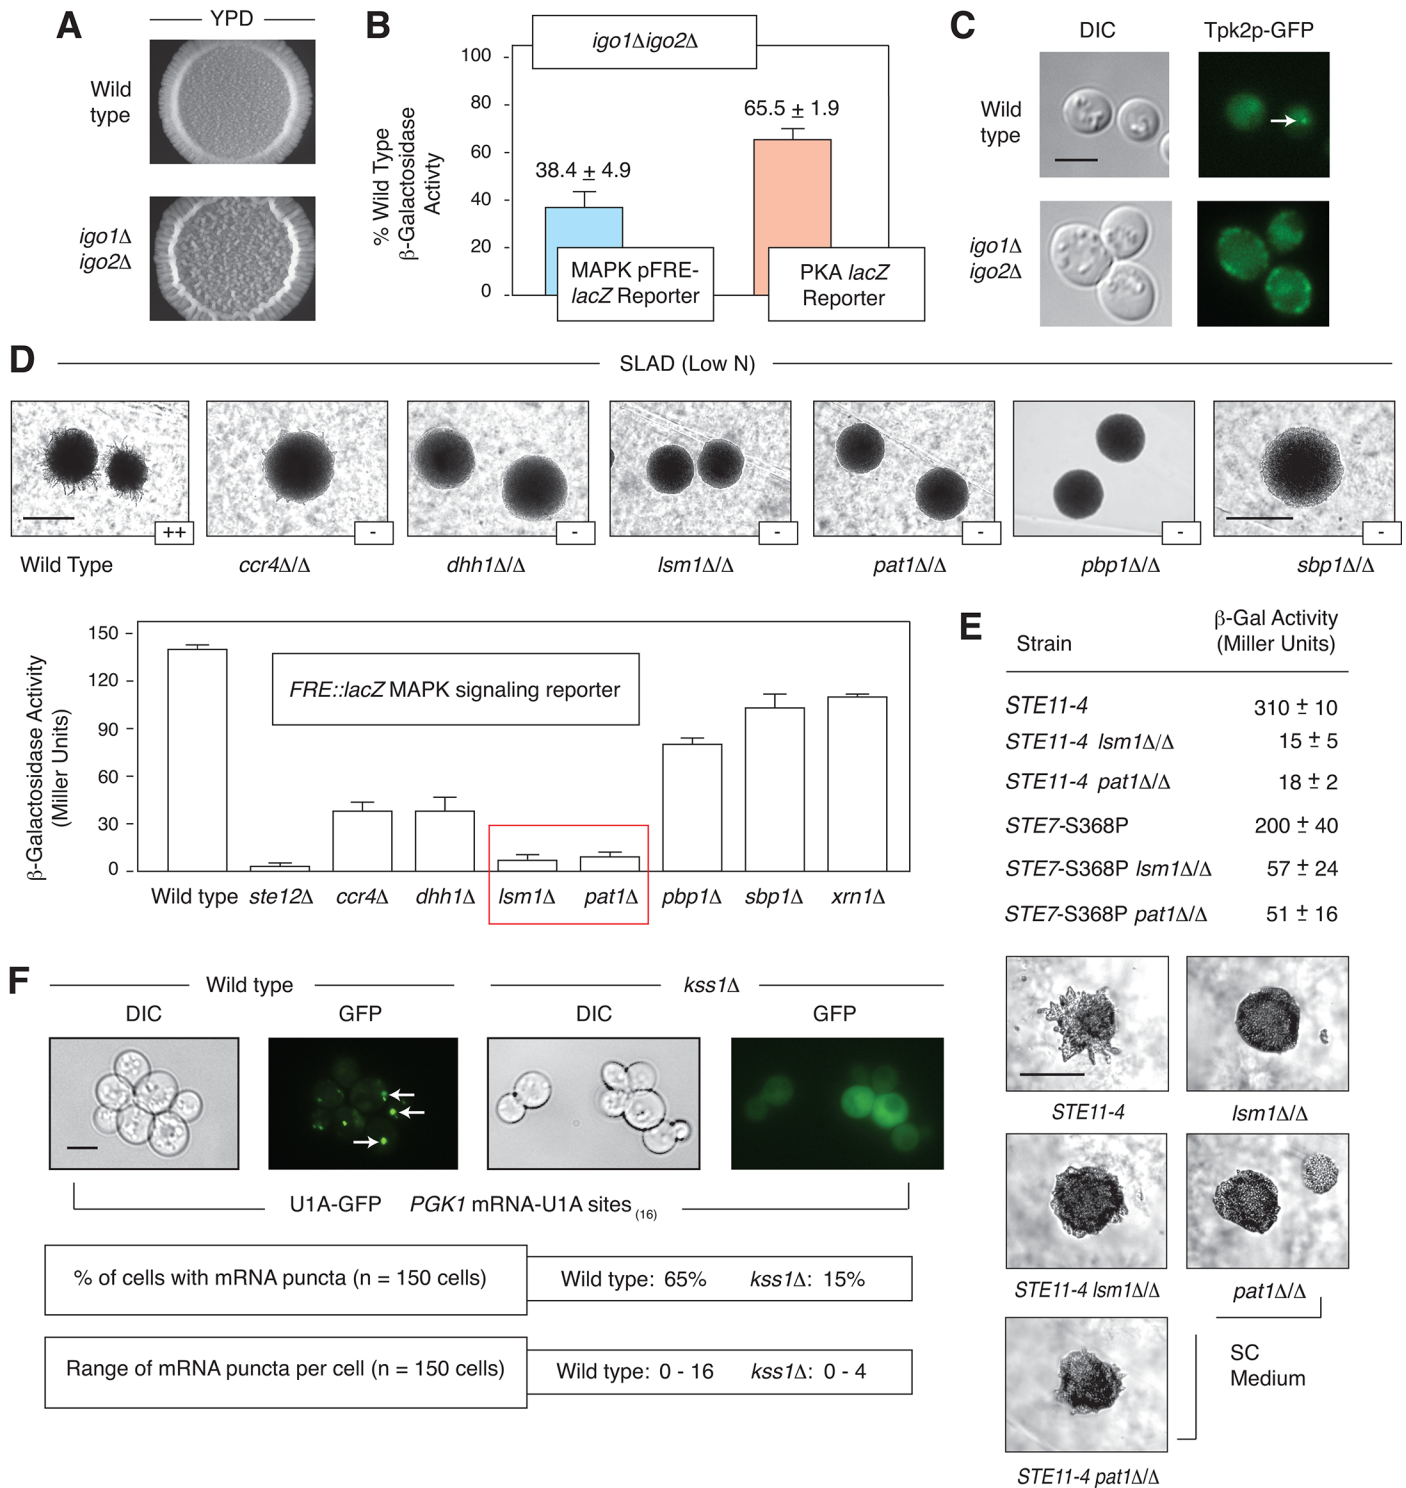 A
YPD
Wild
type
igo1Δ
igo2Δ
B
igo1Δigo2Δ
% Wild Type
β-Galactosidase
Activity
100
80
60
40
20
0
38.4 ± 4.9
65.5 ± 1.9
MAPK pFRE-
lacZ Reporter
PKA lacZ
Reporter
C
DIC
Tpk2p-GFP
Wild
type
igo1Δ
igo2Δ
D
SLAD (Low N)
++
-
-
-
-
-
-
Wild Type
ccr4Δ/Δ
dhh1Δ/Δ
lsm1Δ/Δ
pat1Δ/Δ
pbp1Δ/Δ
sbp1Δ/Δ
β-Galactosidase Activity
(Miller Units)
150
120
90
60
30
0
FRE::lacZ MAPK signaling reporter
Wild type
ste12Δ
ccr4Δ
dhh1Δ
lsm1Δ
pat1Δ
pbp1Δ
sbp1Δ
xrn1Δ
E
Strain
β-Gal Activity
(Miller Units)
STE11-4 310 ± 10
STE11-4 lsm1Δ/Δ 15 ± 5
STE11-4 pat1Δ/Δ 18 ± 2
STE7-S368P 200 ± 40
STE7-S368P lsm1Δ/Δ 57 ± 24
STE7-S368P pat1Δ/Δ 51 ± 16
STE11-4
lsm1Δ/Δ
STE11-4 lsm1Δ/Δ
pat1Δ/Δ
SC
Medium
STE11-4 pat1Δ/Δ
F
Wild type
kss1Δ
DIC
GFP
DIC
GFP
U1A-GFP PGK1 mRNA-U1A sites (16)
% of cells with mRNA puncta (n = 150 cells)
Wild type: 65% kss1Δ: 15%
Range of mRNA puncta per cell (n = 150 cells)
Wild type: 0 - 16 kss1Δ: 0 - 4